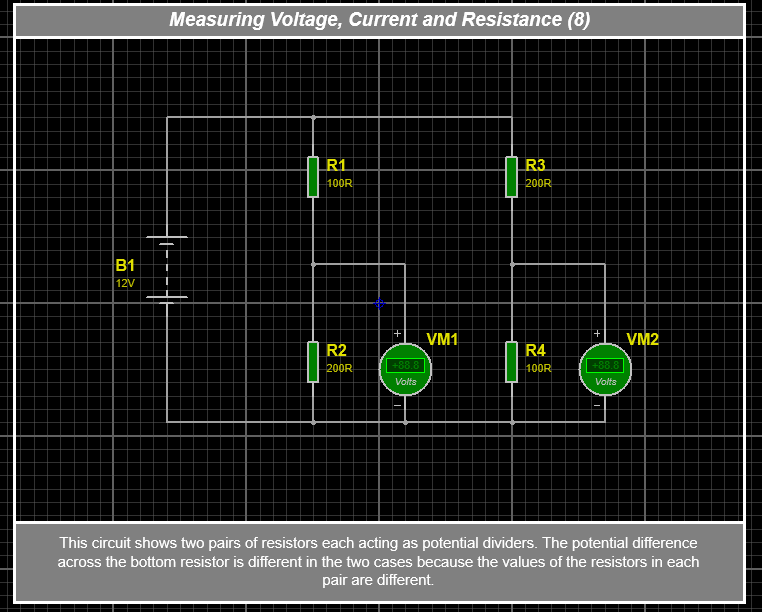 Measuring Voltage, Current and Resistance (8)
R1
100R
R3
200R
B1
12V
R2
200R
+
VM1
+88.8
Volts
−
R4
100R
+
VM2
+88.8
Volts
−
This circuit shows two pairs of resistors each acting as potential dividers. The potential difference
across the bottom resistor is different in the two cases because the values of the resistors in each
pair are different.